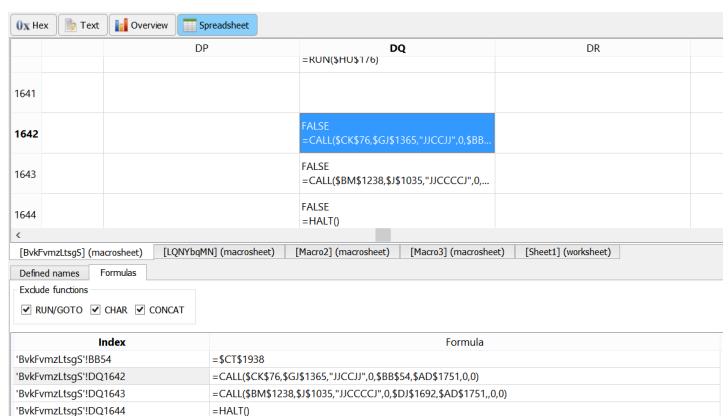 0x Hex Text Overview Spreadsheet
DP DQ DR
=RUN($HU$176)
1641
1642 FALSE
=CALL($CK$76,$GJ$1365,"JJCCJJ",0,$BB...
1643 FALSE
=CALL($BM$1238,$J$1035,"JJCCCCJ",0,...
1644 FALSE
=HALT()
[BvkFvmzLtsgS] (macrosheet) [LQNYbqMN] (macrosheet) [Macro2] (macrosheet) [Macro3] (macrosheet) [Sheet1] (worksheet)
Defined names Formulas
Exclude functions
RUN/GOTO CHAR CONCAT
Index Formula
'BvkFvmzLtsgS'!BB54 =$CT$1938
'BvkFvmzLtsgS'!DQ1642 =CALL($CK$76,$GJ$1365,"JJCCJJ",0,$BB$54,$AD$1751,0,0)
'BvkFvmzLtsgS'!DQ1643 =CALL($BM$1238,$J$1035,"JJCCCCJ",0,$DJ$1692,$AD$1751,,0,0)
'BvkFvmzLtsgS'!DQ1644 =HALT()